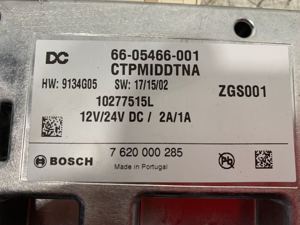 DC 66-05466-001
CTPMIDDTNA
HW: 9134G05 SW: 17/15/02 ZGS001
10277515L
12V/24V DC / 2A/1A
BOSCH 7 620 000 285
Made in Portugal
Pb